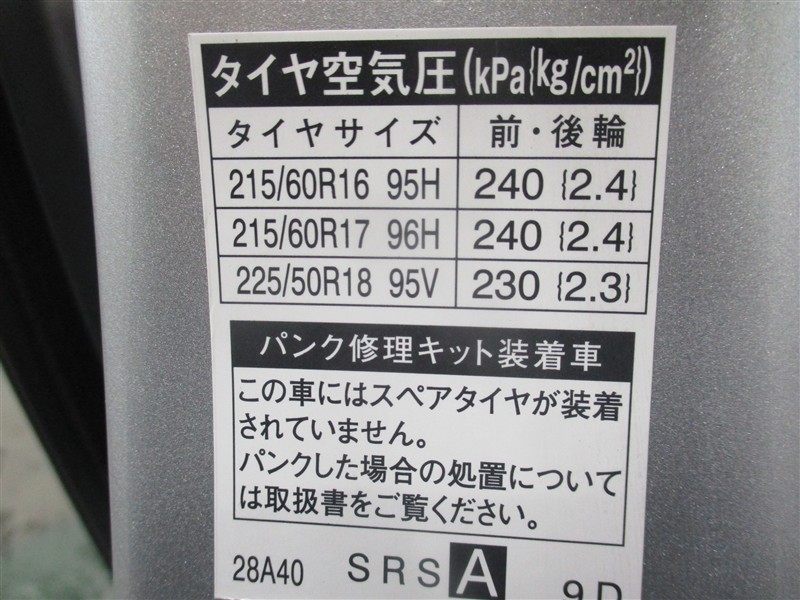 タイヤ空気圧(kPa{kg/cm²})
タイヤサイズ 前・後輪
215/60R16 95H 240 {2.4}
215/60R17 96H 240 {2.4}
225/50R18 95V 230 {2.3}
パンク修理キット装着車
この車にはスペアタイヤが装着
されていません。
パンクした場合の処置について
は取扱書をご覧ください。
28A40 SRS A 9D